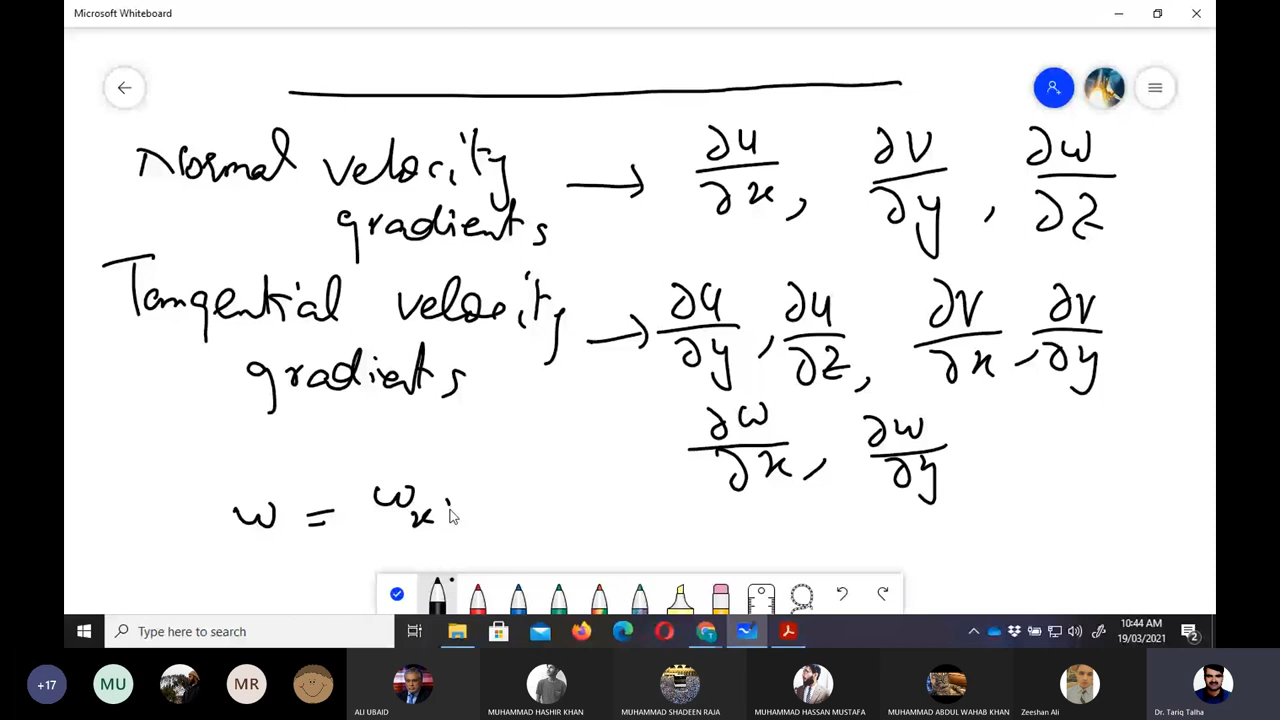 Microsoft Whiteboard
Normal velocity gradients → ∂u/∂x, ∂v/∂y, ∂w/∂z
Tangential velocity gradients → ∂u/∂y, ∂u/∂z, ∂v/∂x, ∂v/∂y
∂w/∂x, ∂w/∂y
ω = ωx
Type here to search
10:44 AM
19/03/2021
2
+17
MU
MR
ALI UBAID
MUHAMMAD HASHIR KHAN
MUHAMMAD SHADEEN RAJA
MUHAMMAD HASSAN MUSTAFA
MUHAMMAD ABDUL WAHAB KHAN
Zeeshan Ali
Dr. Tariq Talha